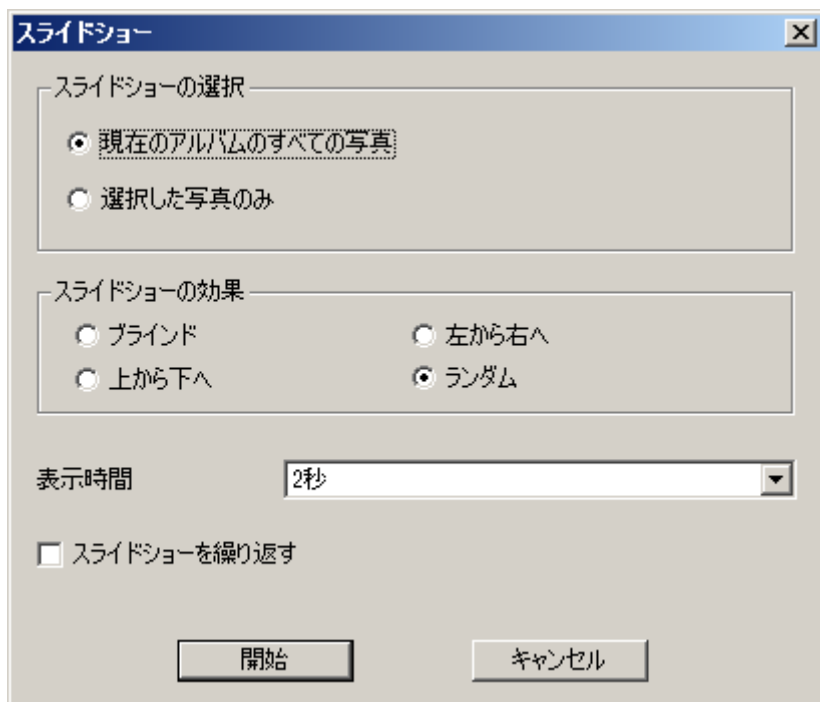 スライドショー
スライドショーの選択
現在のアルバムのすべての写真
選択した写真のみ
スライドショーの効果
ブラインド
左から右へ
上から下へ
ランダム
表示時間
2秒
スライドショーを繰り返す
開始
キャンセル